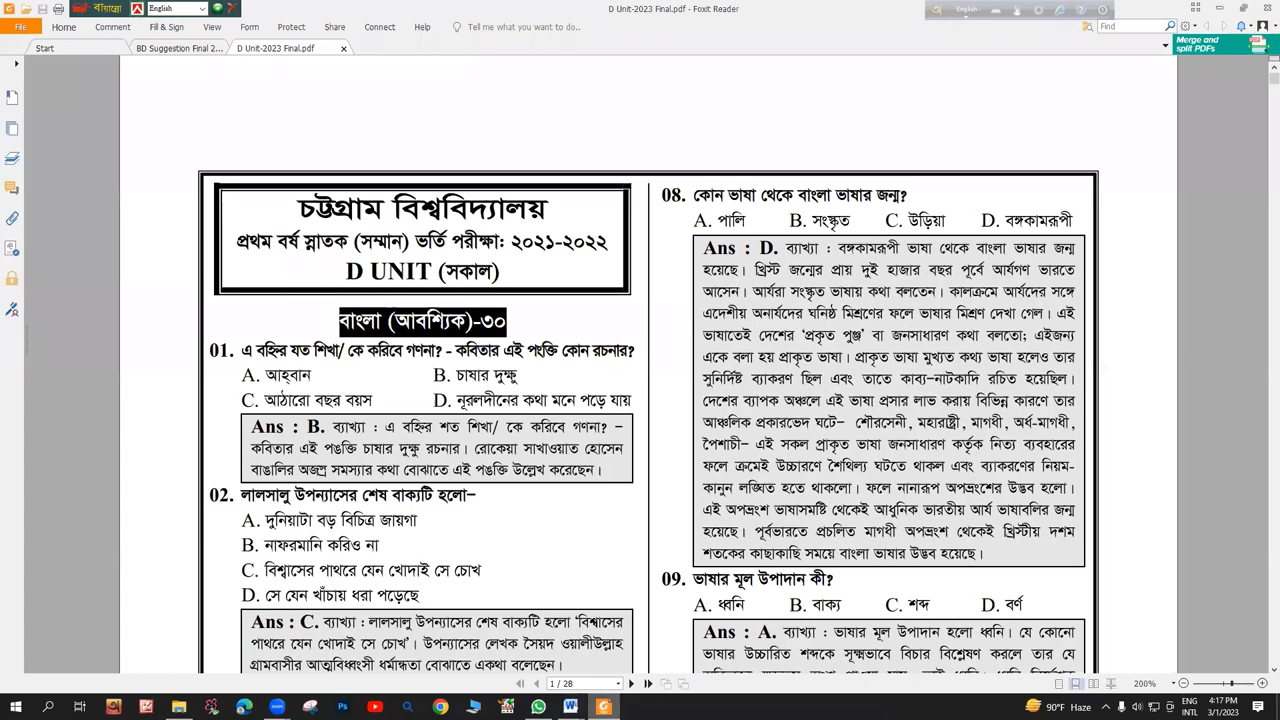 D Unit-2023 Final.pdf - Foxit Reader
English
File
Home
Comment
Fill & Sign
View
Form
Protect
Share
Connect
Help
Tell me what you want to do..
Find
Start
BD Suggestion Final 2...
D Unit-2023 Final.pdf
Merge and
split PDFs
চট্টগ্রাম বিশ্ববিদ্যালয়
প্রথম বর্ষ স্নাতক (সম্মান) ভর্তি পরীক্ষা: ২০২১-২০২২
D UNIT (সকাল)
বাংলা (আবশ্যিক)-৩০
01. এ বহ্নির যত শিখা/ কে করিবে গণনা? - কবিতার এই পংক্তি কোন রচনার?
A. আহ্‌বান B. চাষার দুক্ষু
C. আঠারো বছর বয়স D. নূরলদীনের কথা মনে পড়ে যায়
Ans : B. ব্যাখ্যা : এ বহ্নির শত শিখা/ কে করিবে গণনা? –
কবিতার এই পঙক্তি চাষার দুক্ষু রচনার। রোকেয়া সাখাওয়াত হোসেন
বাঙালির অজস্র সমস্যার কথা বোঝাতে এই পঙক্তি উল্লেখ করেছেন।
02. লালসালু উপন্যাসের শেষ বাক্যটি হলো–
A. দুনিয়াটা বড় বিচিত্র জায়গা
B. নাফরমানি করিও না
C. বিশ্বাসের পাথরে যেন খোদাই সে চোখ
D. সে যেন খাঁচায় ধরা পড়েছে
Ans : C. ব্যাখ্যা : লালসালু উপন্যাসের শেষ বাক্যটি হলো ‘বিশ্বাসের
পাথরে যেন খোদাই সে চোখ’। উপন্যাসের লেখক সৈয়দ ওয়ালীউল্লাহ
গ্রামবাসীর আত্মবিধ্বংসী ধর্মান্ধতা বোঝাতে একথা বলেছেন।
08. কোন ভাষা থেকে বাংলা ভাষার জন্ম?
A. পালি B. সংস্কৃত C. উড়িয়া D. বঙ্গকামরূপী
Ans : D. ব্যাখ্যা : বঙ্গকামরূপী ভাষা থেকে বাংলা ভাষার জন্ম
হয়েছে। খ্রিস্ট জন্মের প্রায় দুই হাজার বছর পূর্বে আর্যগণ ভারতে
আসেন। আর্যরা সংস্কৃত ভাষায় কথা বলতেন। কালক্রমে আর্যদের সঙ্গে
এদেশীয় অনার্যদের ঘনিষ্ঠ মিশ্রণের ফলে ভাষার মিশ্রণ দেখা গেল। এই
ভাষাতেই দেশের ‘প্রকৃত পুঞ্জ’ বা জনসাধারণ কথা বলতো; এইজন্য
একে বলা হয় প্রাকৃত ভাষা। প্রাকৃত ভাষা মুখ্যত কথ্য ভাষা হলেও তার
সুনির্দিষ্ট ব্যাকরণ ছিল এবং তাতে কাব্য–নাটকাদি রচিত হয়েছিল।
দেশের ব্যাপক অঞ্চলে এই ভাষা প্রসার লাভ করায় বিভিন্ন কারণে তার
আঞ্চলিক প্রকারভেদ ঘটে– শৌরসেনী, মহারাষ্ট্রী, মাগধী, অর্ধ-মাগধী,
পৈশাচী– এই সকল প্রাকৃত ভাষা জনসাধারণ কর্তৃক নিত্য ব্যবহারের
ফলে ক্রমেই উচ্চারণে শৈথিল্য ঘটতে থাকল এবং ব্যাকরণের নিয়ম-
কানুন লঙ্ঘিত হতে থাকলো। ফলে নানারূপ অপভ্রংশের উদ্ভব হলো।
এই অপভ্রংশ ভাষাসমষ্টি থেকেই আধুনিক ভারতীয় আর্য ভাষাবলির জন্ম
হয়েছে। পূর্বভারতে প্রচলিত মাগধী অপভ্রংশ থেকেই খ্রিস্টীয় দশম
শতকের কাছাকাছি সময়ে বাংলা ভাষার উদ্ভব হয়েছে।
09. ভাষার মূল উপাদান কী?
A. ধ্বনি B. বাক্য C. শব্দ D. বর্ণ
Ans : A. ব্যাখ্যা : ভাষার মূল উপাদান হলো ধ্বনি। যে কোনো
ভাষার উচ্চারিত শব্দকে সূক্ষ্মভাবে বিচার বিশ্লেষণ করলে তার যে
1 / 28
200%
90°F Haze
ENG
INTL
4:17 PM
3/1/2023